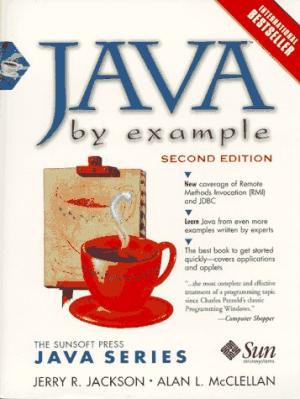 INTERNATIONAL
BESTSELLER
JAVA
by example
SECOND EDITION
New coverage of Remote
Methods Invocation (RMI)
and JDBC
Learn Java from even more
examples written by experts
The best book to get started
quickly—covers applications
and applets
"...the most complete and effective
treatment of a programming topic
since Charles Petzold's classic
Programming Windows."
—Computer Shopper
THE SUNSOFT PRESS
JAVA SERIES
Sun
microsystems
JERRY R. JACKSON • ALAN L. McCLELLAN